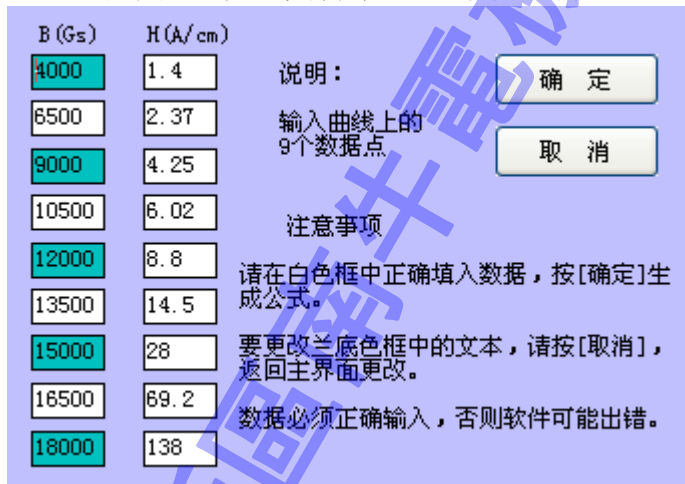 B(Gs) H(A/cm)
4000 1.4
6500 2.37
9000 4.25
10500 6.02
12000 8.8
13500 14.5
15000 28
16500 69.2
18000 138
说明：
输入曲线上的
9个数据点
确 定
取 消
注意事项
请在白色框中正确填入数据，按[确定]生
成公式。
要更改兰底色框中的文本，请按[取消]，
返回主界面更改。
数据必须正确输入，否则软件可能出错。